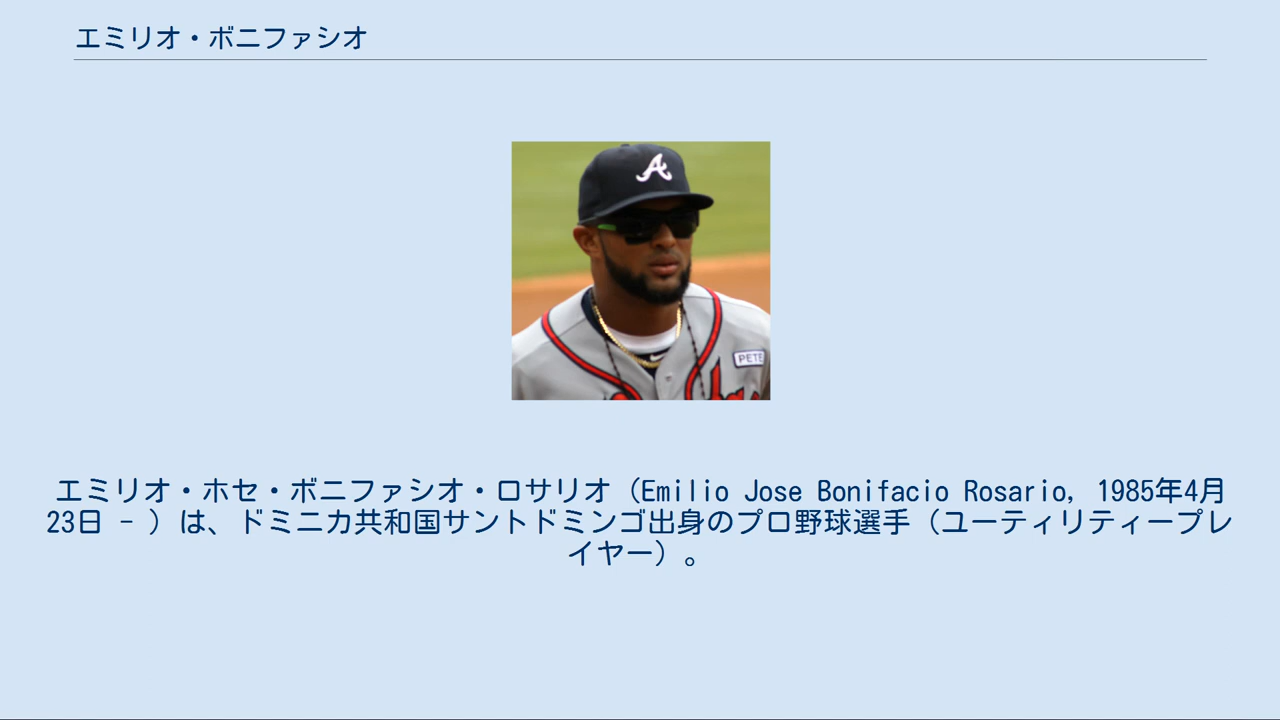 エミリオ・ボニファシオ
A
PETE
エミリオ・ホセ・ボニファシオ・ロサリオ（Emilio Jose Bonifacio Rosario, 1985年4月
23日 - ）は、ドミニカ共和国サントドミンゴ出身のプロ野球選手（ユーティリティープレ
イヤー）。